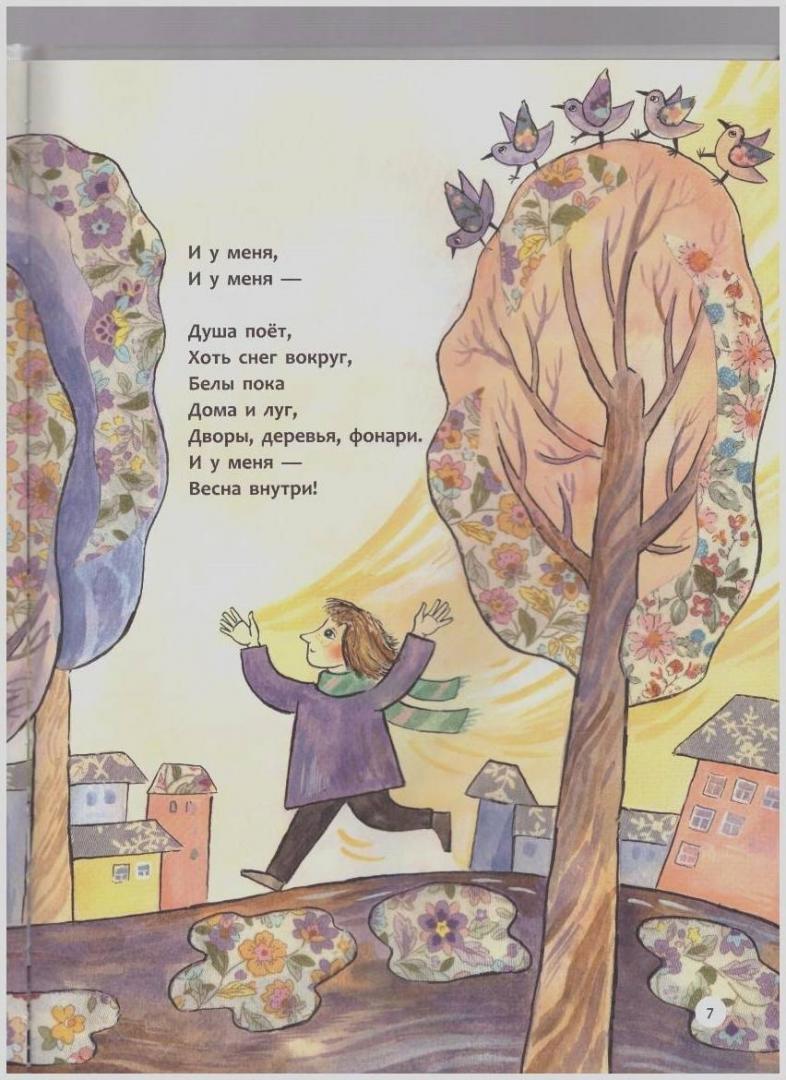 И у меня,
И у меня —
Душа поёт,
Хоть снег вокруг,
Белы пока
Дома и луг,
Дворы, деревья, фонари.
И у меня —
Весна внутри!
7